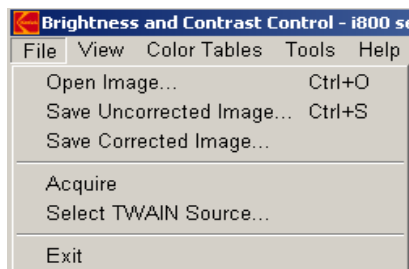 Brightness and Contrast Control - i800 se
File View Color Tables Tools Help
Open Image... Ctrl+O
Save Uncorrected Image... Ctrl+S
Save Corrected Image...
Acquire
Select TWAIN Source...
Exit